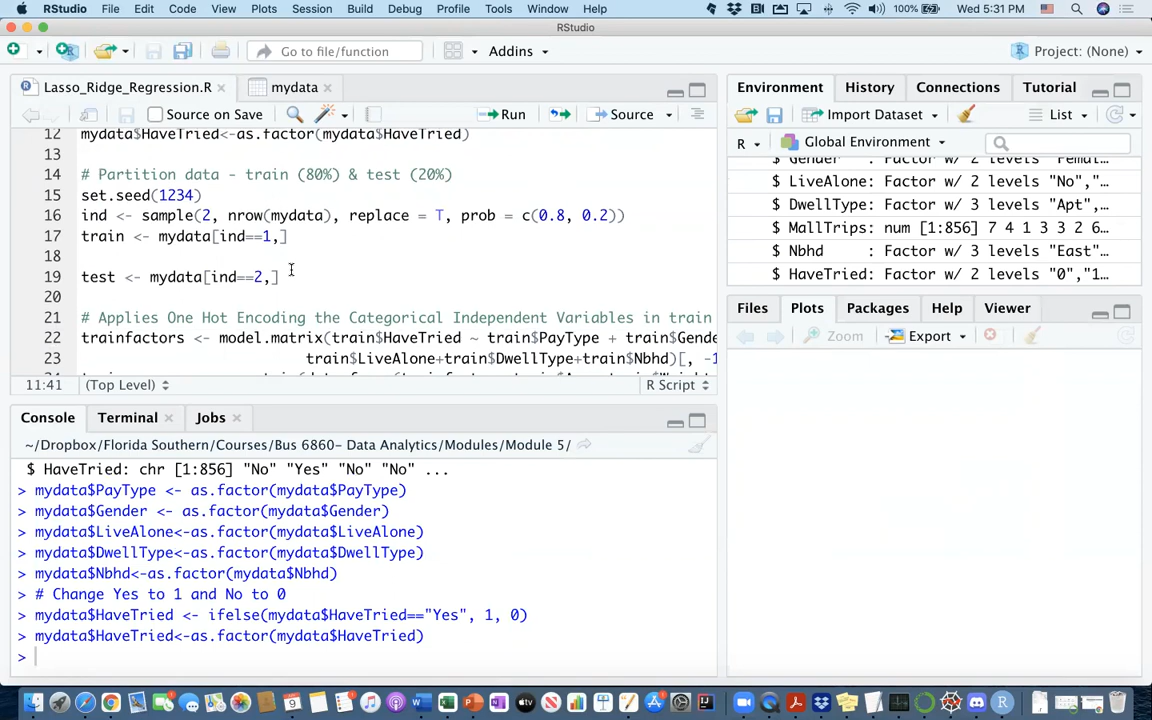 RStudio File Edit Code View Plots Session Build Debug Profile Tools Window Help 100% Wed 5:31 PM
RStudio
Go to file/function Addins Project: (None)
Lasso_Ridge_Regression.R mydata
Source on Save Run Source
12 mydata$HaveTried<-as.factor(mydata$HaveTried)
13
14 # Partition data - train (80%) & test (20%)
15 set.seed(1234)
16 ind <- sample(2, nrow(mydata), replace = T, prob = c(0.8, 0.2))
17 train <- mydata[ind==1,]
18
19 test <- mydata[ind==2,]
20
21 # Applies One Hot Encoding the Categorical Independent Variables in train
22 trainfactors <- model.matrix(train$HaveTried ~ train$PayType + train$Gende
23 train$LiveAlone+train$DwellType+train$Nbhd)[, -1
11:41 (Top Level) R Script
Console Terminal Jobs
~/Dropbox/Florida Southern/Courses/Bus 6860- Data Analytics/Modules/Module 5/
$ HaveTried: chr [1:856] "No" "Yes" "No" "No" ...
> mydata$PayType <- as.factor(mydata$PayType)
> mydata$Gender <- as.factor(mydata$Gender)
> mydata$LiveAlone<-as.factor(mydata$LiveAlone)
> mydata$DwellType<-as.factor(mydata$DwellType)
> mydata$Nbhd<-as.factor(mydata$Nbhd)
> # Change Yes to 1 and No to 0
> mydata$HaveTried <- ifelse(mydata$HaveTried=="Yes", 1, 0)
> mydata$HaveTried<-as.factor(mydata$HaveTried)
>
Environment History Connections Tutorial
Import Dataset List
R Global Environment
$ Gender : Factor w/ 2 levels "Femal…
$ LiveAlone: Factor w/ 2 levels "No","…
$ DwellType: Factor w/ 3 levels "Apt",…
$ MallTrips: num [1:856] 7 4 1 3 3 2 6…
$ Nbhd : Factor w/ 3 levels "East"…
$ HaveTried: Factor w/ 2 levels "0","1…
Files Plots Packages Help Viewer
Zoom Export